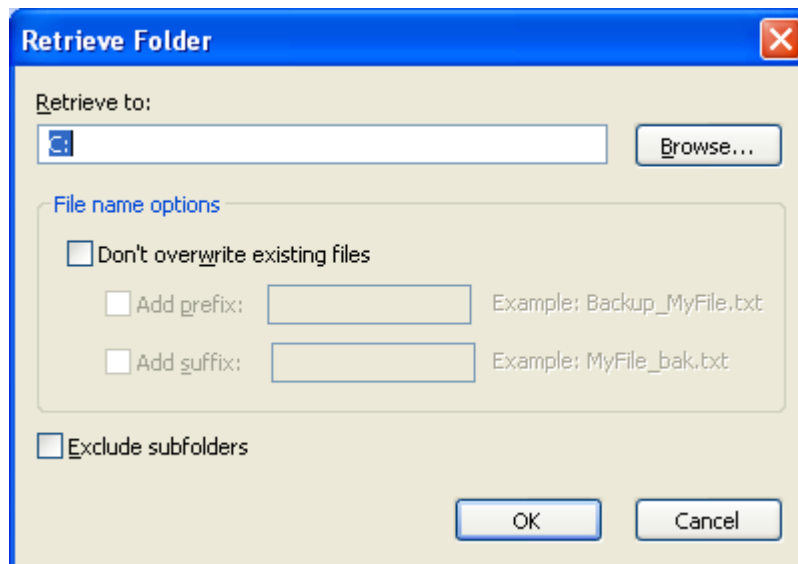 Retrieve Folder
Retrieve to:
C:
Browse...
File name options
Don't overwrite existing files
Add prefix:
Example: Backup_MyFile.txt
Add suffix:
Example: MyFile_bak.txt
Exclude subfolders
OK
Cancel